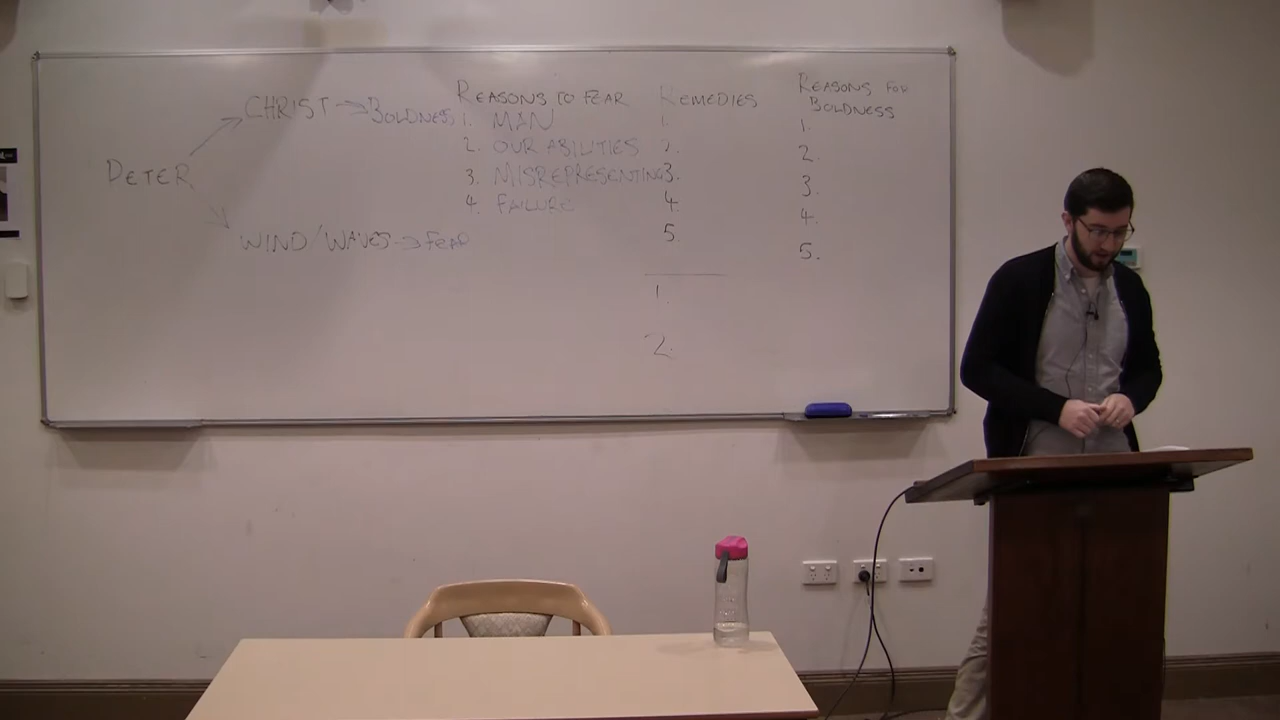 DETER
CHRIST → BOLDNESS
WIND/WAVES → FEAR
REASONS TO FEAR
1. MAN
2. OUR ABILITIES
3. MISREPRESENTING
4. FAILURE
REMEDIES
1.
2.
3.
4.
5.
1.
2.
REASONS FOR
BOLDNESS
1.
2.
3.
4.
5.